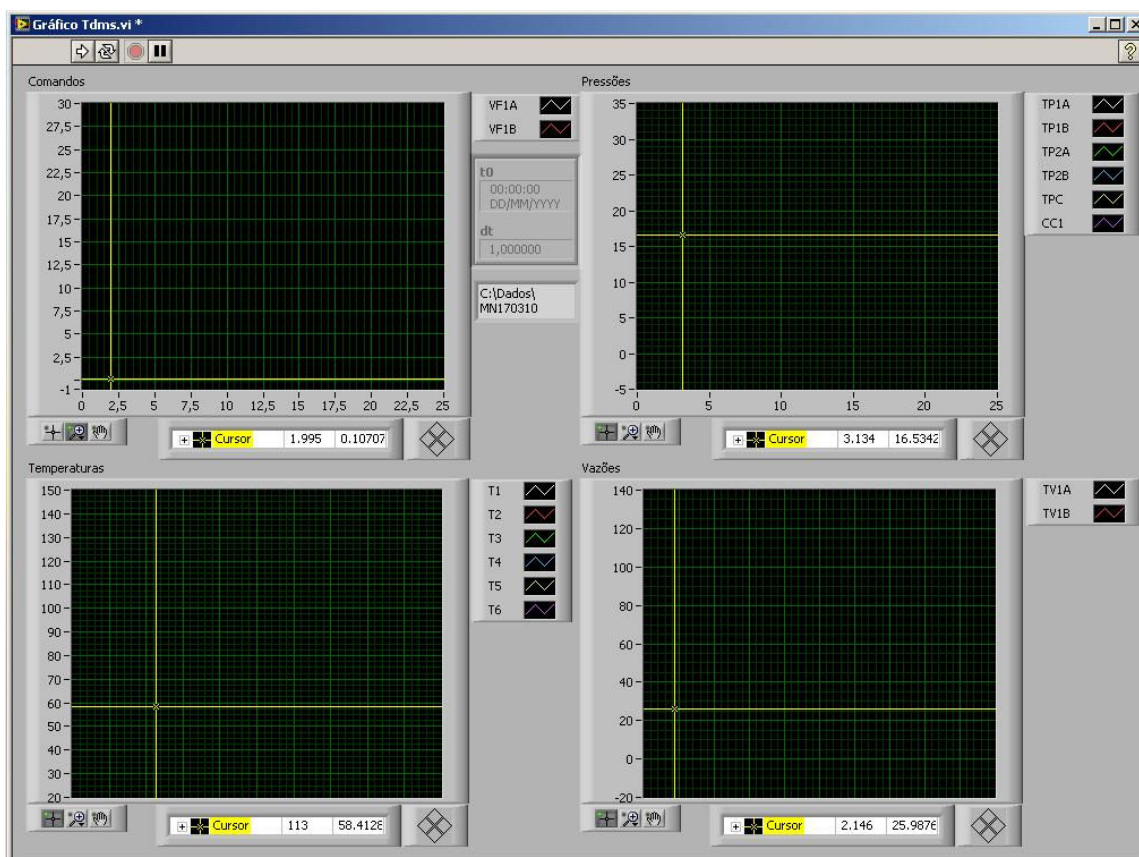 Gráfico Tdms.vi *
Comandos
30
27,5
25
22,5
20
17,5
15
12,5
10
7,5
5
2,5
-1
0 2,5 5 7,5 10 12,5 15 17,5 20 22,5 25
VF1A
VF1B
t0
00:00:00
DD/MM/YYYY
dt
1,000000
C:\Dados\
MN170310
Cursor 1.995 0.10707
Pressões
35
30
25
20
15
10
5
0
-5
0 5 10 15 20 25
TP1A
TP1B
TP2A
TP2B
TPC
CC1
Cursor 3.134 16.5342
Temperaturas
150
140
130
120
110
100
90
80
70
60
50
40
30
20
T1
T2
T3
T4
T5
T6
Cursor 113 58.4128
Vazões
140
120
100
80
60
40
20
0
-20
TV1A
TV1B
Cursor 2.146 25.9876